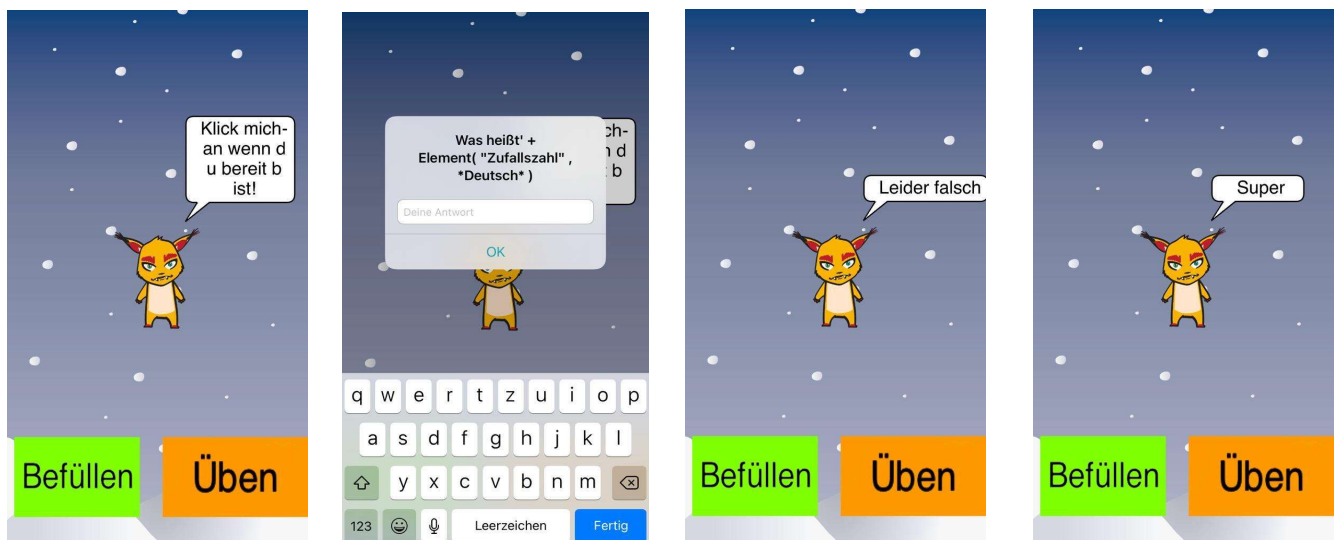 Klick mich-
an wenn d
u bereit b
ist!
Befüllen
Üben
Was heißt' +
Element( "Zufallszahl" ,
*Deutsch* )
Deine Antwort
OK
ch-
n d
b
q w e r t z u i o p
a s d f g h j k l
y x c v b n m
123 Leerzeichen Fertig
Leider falsch
Befüllen
Üben
Super
Befüllen
Üben